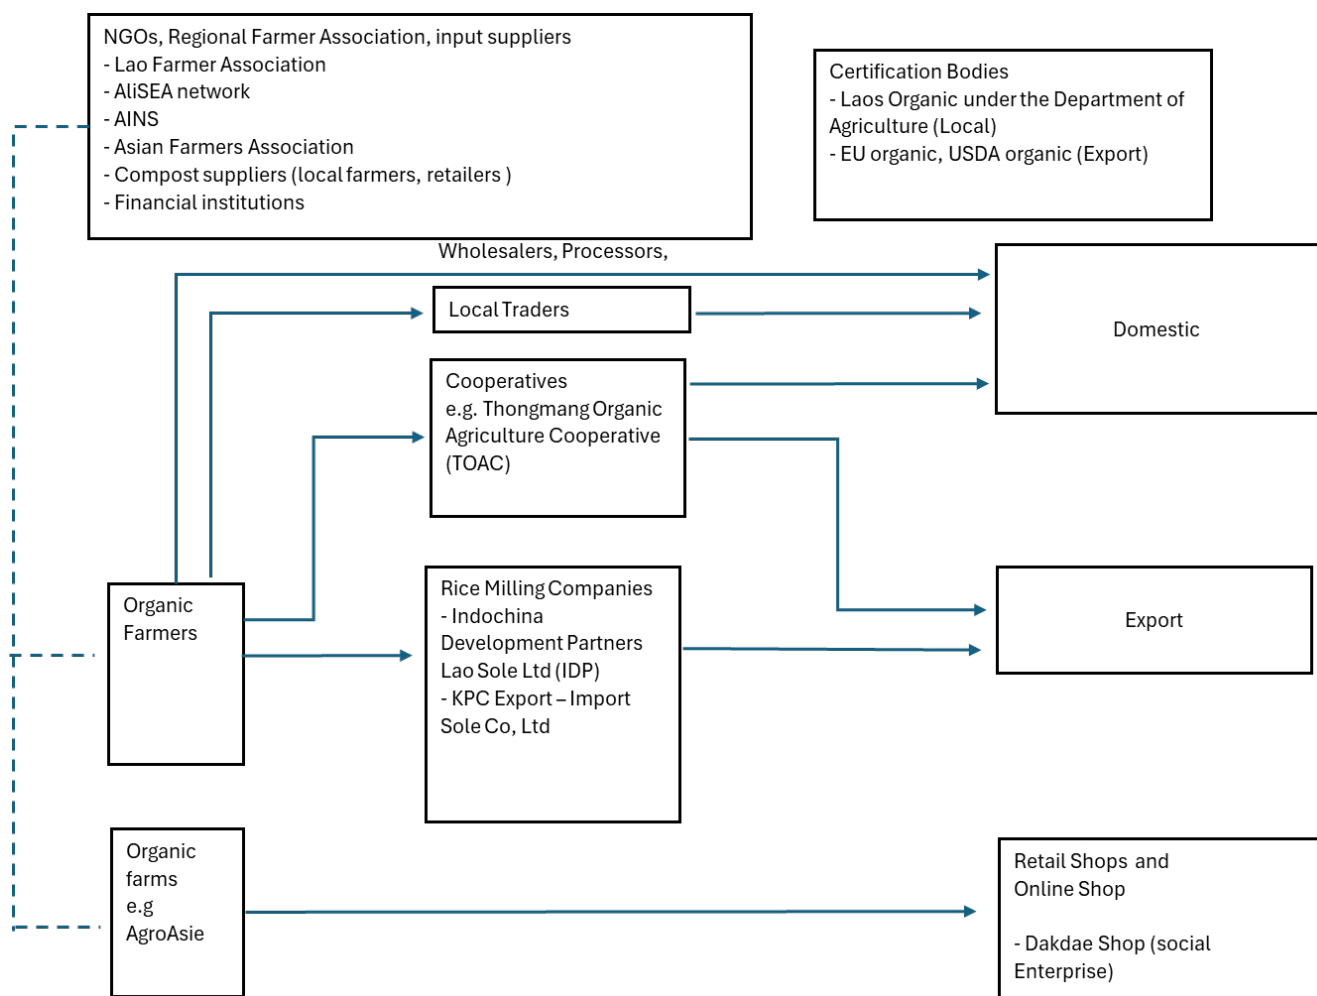 NGOs, Regional Farmer Association, input suppliers
- Lao Farmer Association
- AliSEA network
- AINS
- Asian Farmers Association
- Compost suppliers (local farmers, retailers )
- Financial institutions
Certification Bodies
- Laos Organic under the Department of
Agriculture (Local)
- EU organic, USDA organic (Export)
Wholesalers, Processors,
Local Traders
Domestic
Cooperatives
e.g. Thongmang Organic
Agriculture Cooperative
(TOAC)
Organic
Farmers
Rice Milling Companies
- Indochina
Development Partners
Lao Sole Ltd (IDP)
- KPC Export – Import
Sole Co, Ltd
Export
Organic
farms
e.g
AgroAsie
Retail Shops and
Online Shop
- Dakdae Shop (social
Enterprise)